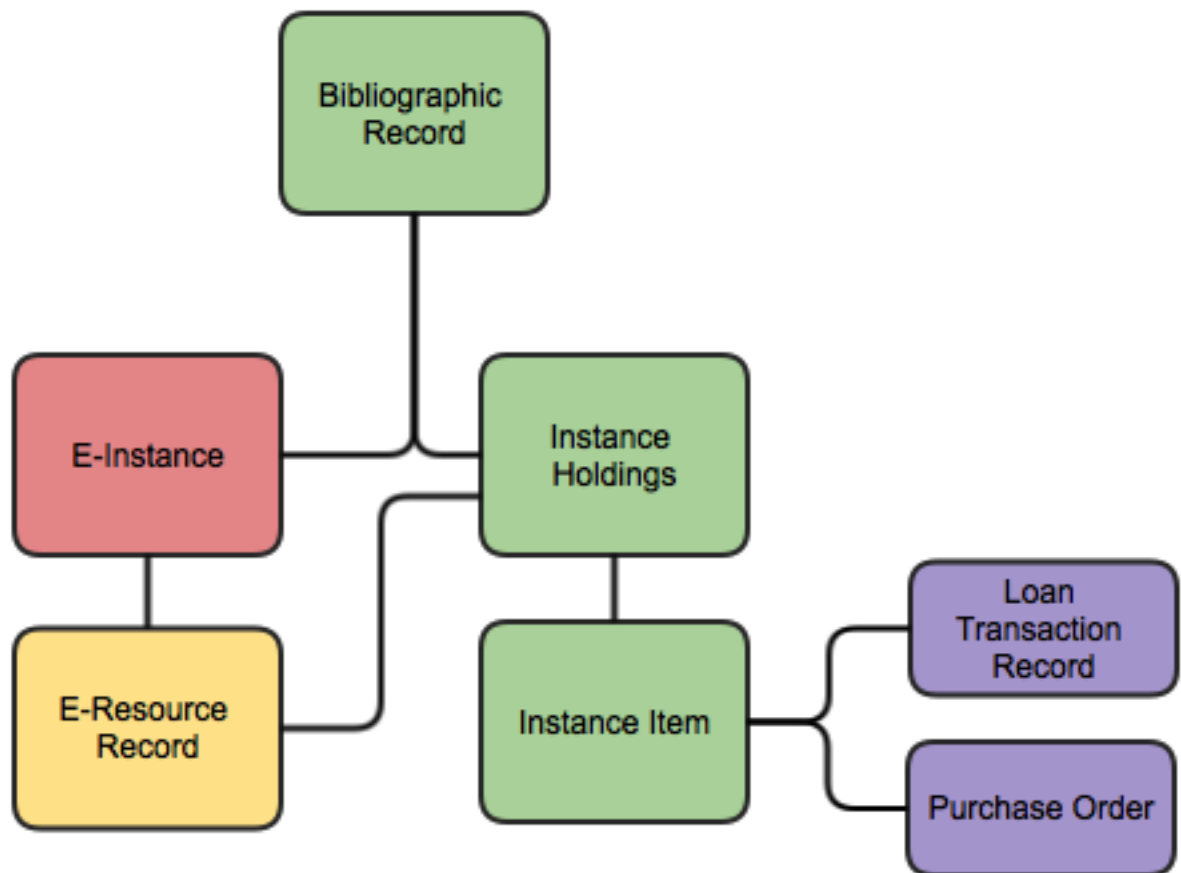 Bibliographic
Record
E-Instance
Instance
Holdings
E-Resource
Record
Instance Item
Loan
Transaction
Record
Purchase Order